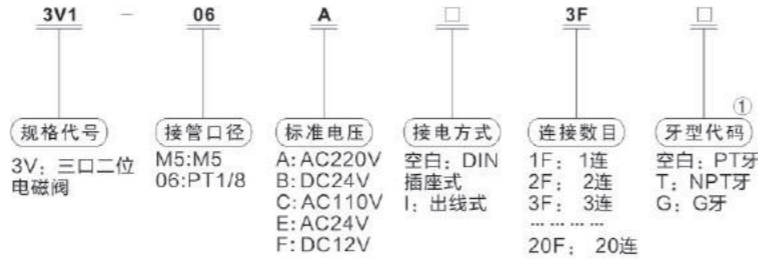 3V1 - 06 A □ 3F □
①
规格代号 接管口径 标准电压 接电方式 连接数目 牙型代码
3V：三口二位
电磁阀
M5:M5
06:PT1/8
A:AC220V
B:DC24V
C:AC110V
E:AC24V
F:DC12V
空白：DIN
插座式
I：出线式
1F：1连
2F：2连
3F：3连
… … … …
20F：20连
空白：PT牙
T：NPT牙
G：G牙